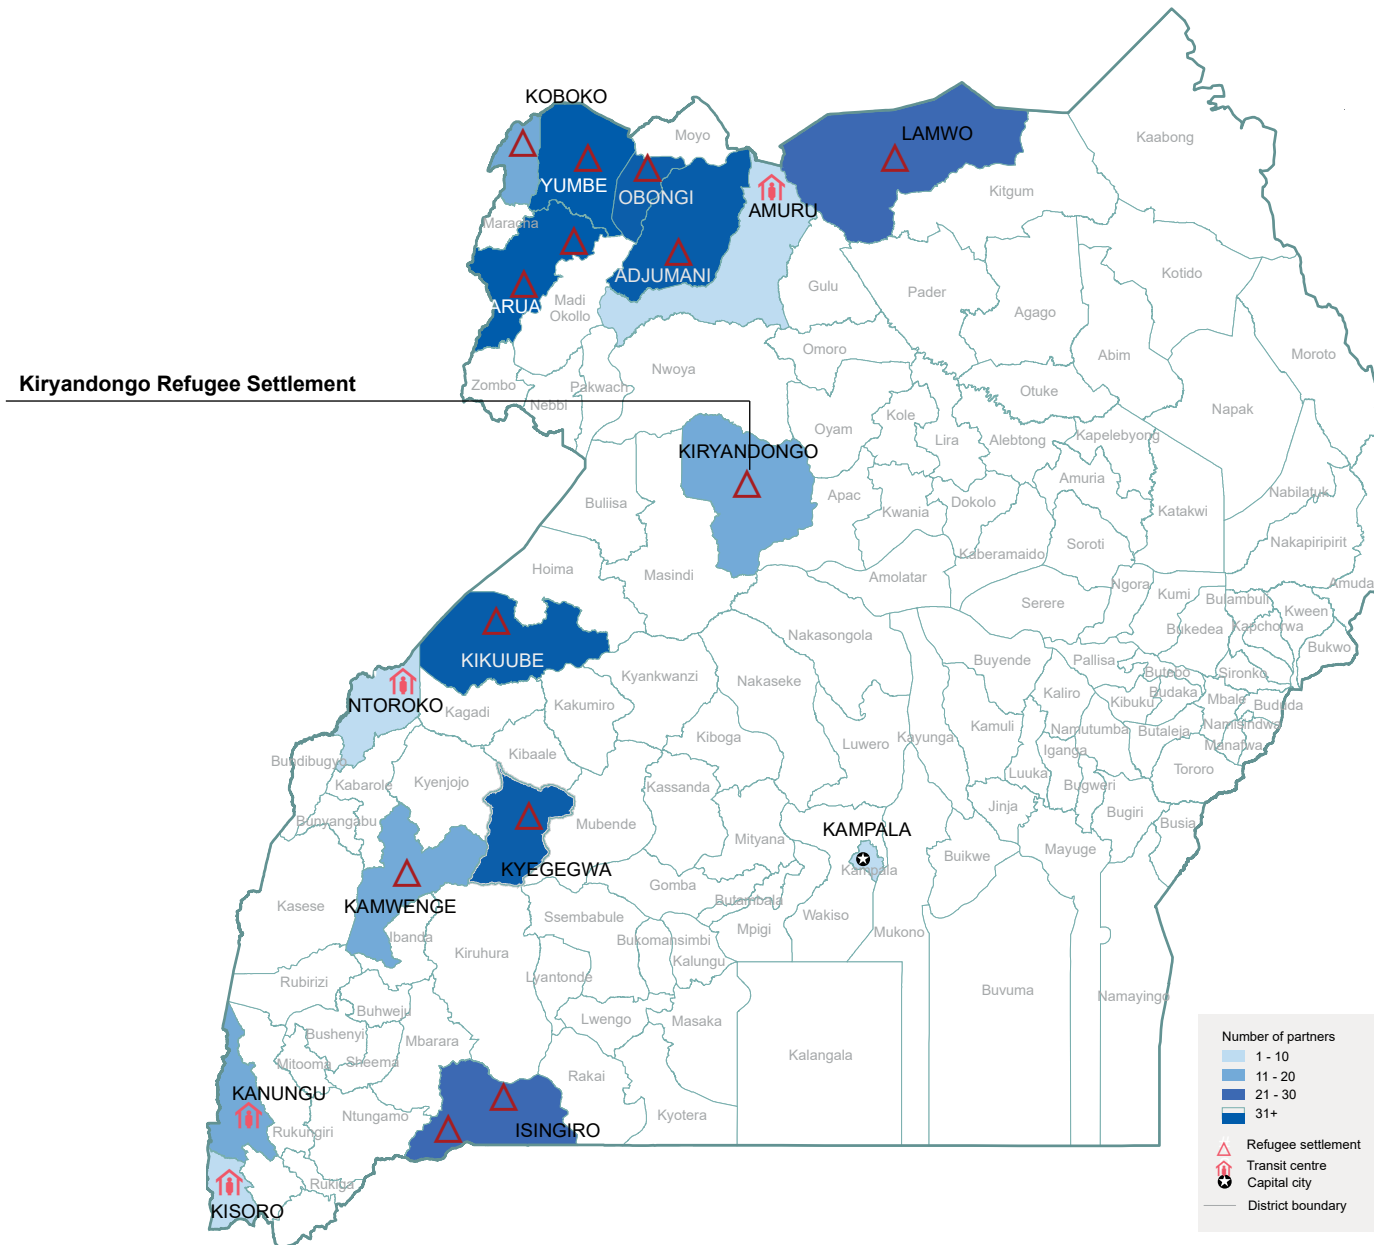 KOBOKO
Moyo
LAMWO
Kaabong
YUMBE
OBONGI
Kitgum
AMURU
Maracha
ADJUMANI
Kotido
Gulu
Pader
ARUA
Madi
Okollo
Agago
Abim
Moroto
Omoro
Nwoya
Kiryandongo Refugee Settlement
Zombo
Pakwach
Otuke
Nebbi
Napak
Kole
Oyam
Lira
Alebtong
Kapelebyong
KIRYANDONGO
Amuria
Nabilatuk
Buliisa
Apac
Dokolo
Kwania
Katakwi
Nakapiripirit
Soroti
Kaberamaido
Hoima
Masindi
Amolatar
Ngora
Amuda
Kumi
Serere
Bulambuli
Kween
Bukedea
Kapchorwa
Nakasongola
Bukwo
KIKUUBE
Buyende
Pallisa
Butebo
Sironko
Kyankwanzi
Nakaseke
Kaliro
Budaka
Kibuku
Mbale
Bududa
NTOROKO
Kagadi
Kakumiro
Kamuli
Namutumba
Butaleja
Namisindwa
Kiboga
Luwero
Kayunga
Iganga
Manafwa
Kibaale
Bundibugyo
Luuka
Tororo
Kabarole
Kyenjojo
Kassanda
Bugweri
Jinja
Bunyangabu
Mubende
Bugiri
Busia
KAMPALA
Mityana
Mayuge
Buikwe
KYEGEGWA
Kampala
Gomba
Kasese
KAMWENGE
Butambala
Ssembabule
Wakiso
Mpigi
Mukono
Ibanda
Bukomansimbi
Kiruhura
Kalungu
Rubirizi
Lyantonde
Buvuma
Namayingo
Buhweju
Lwengo
Masaka
Bushenyi
Mbarara
Kalangala
Mitooma
Sheema
Rakai
KANUNGU
Ntungamo
Kyotera
Rukungiri
ISINGIRO
Rukiga
KISORO
Number of partners
1 - 10
11 - 20
21 - 30
31+
Refugee settlement
Transit centre
Capital city
District boundary